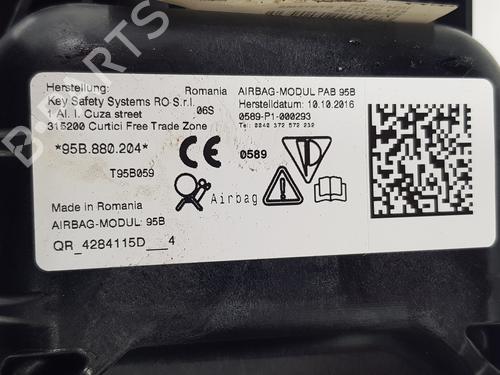 Herstellung: Romania
Key Safety Systems RO S.r.l.
1 Al. I. Cuza street 06S
315200 Curtici Free Trade Zone
*95B.880.204*
T95B059
Made in Romania
AIRBAG-MODUL: 95B
QR_4284115D___4
AIRBAG-MODUL PAB 95B
Herstelldatum: 10.10.2016
0589-P1-000293
CE 0589
Airbag